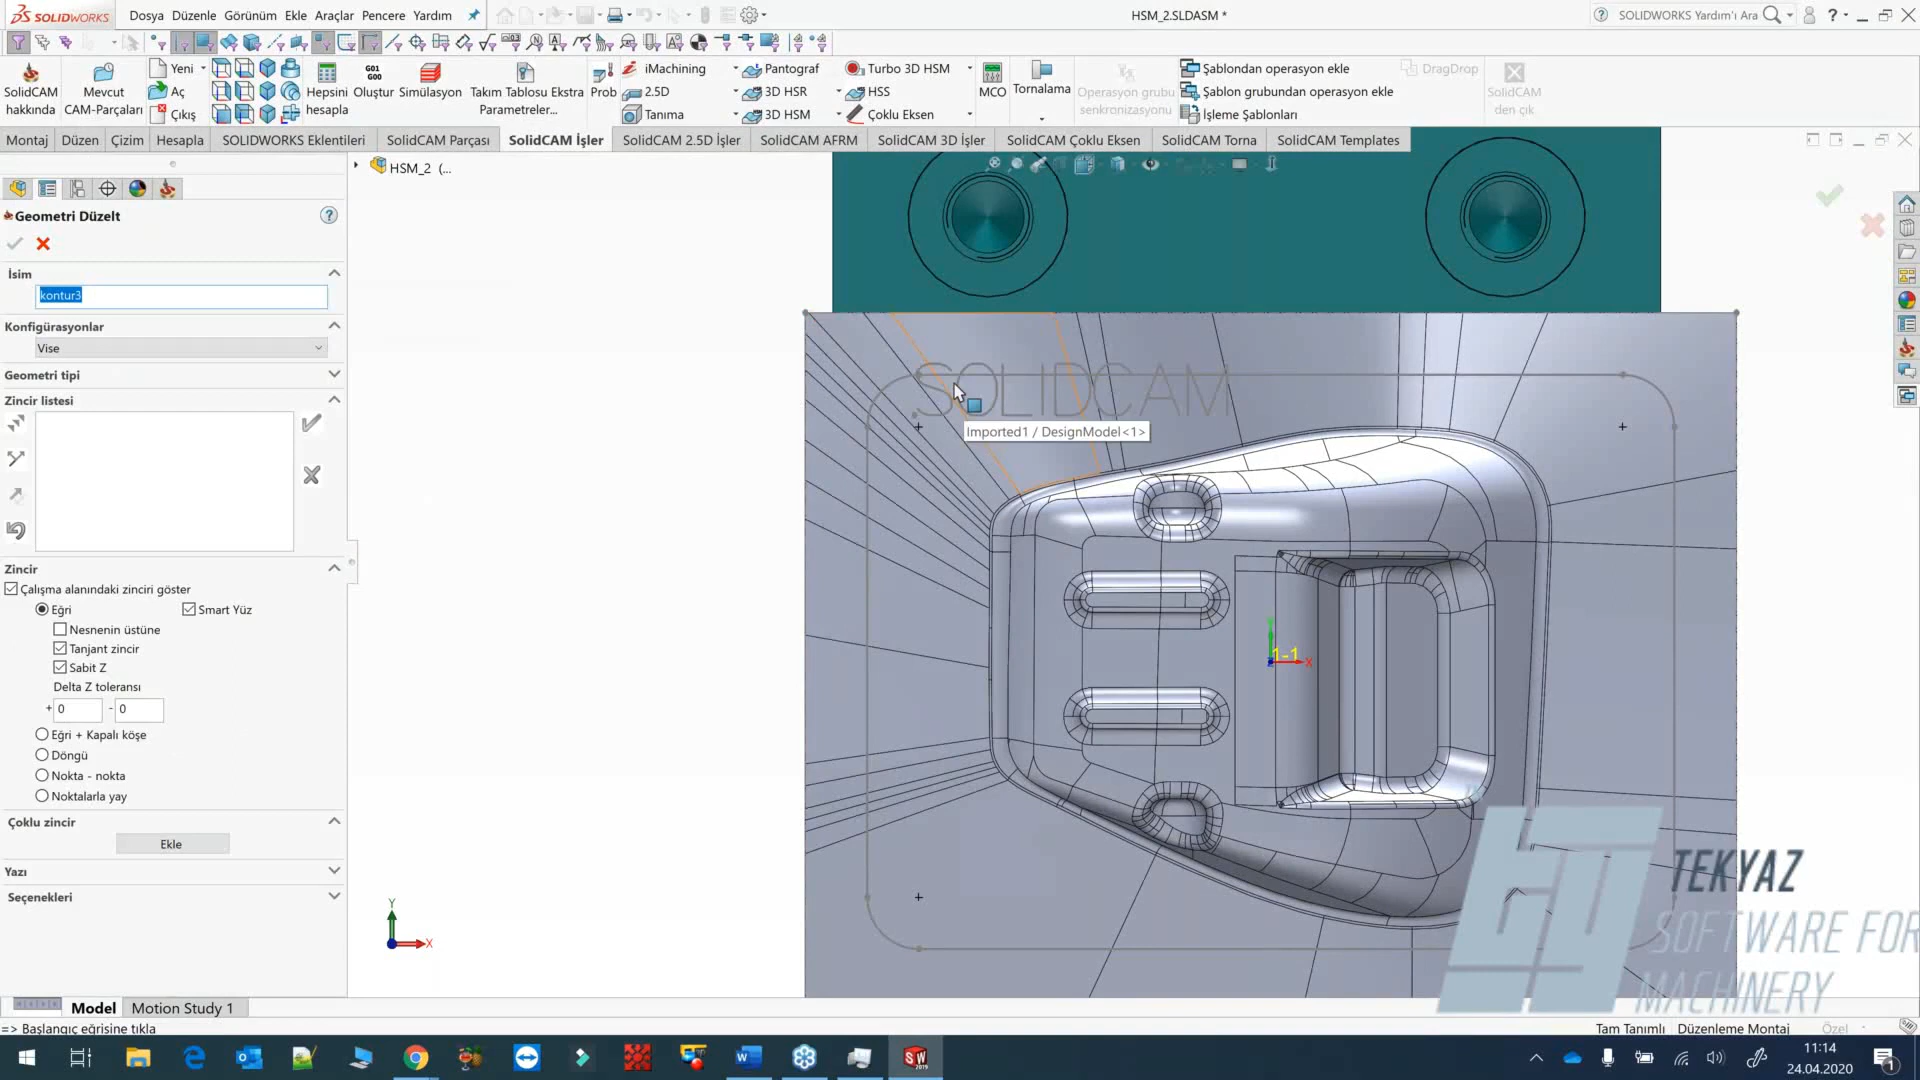 SOLIDWORKS
Dosya Düzenle Görünüm Ekle Araçlar Pencere Yardım
HSM_2.SLDASM *
SOLIDWORKS Yardım'ı Ara
SolidCAM hakkında
Mevcut CAM-Parçaları
Yeni
Aç
Çıkış
Hepsini hesapla
G01 G00
Oluştur
Simülasyon
Takım Tablosu Ekstra Parametreler...
Prob
iMachining
2.5D
Tanıma
Pantograf
3D HSR
3D HSM
Turbo 3D HSM
HSS
Çoklu Eksen
MCO
Tornalama
Operasyon grubu senkronizasyonu
Şablondan operasyon ekle
Şablon grubundan operasyon ekle
İşleme Şablonları
DragDrop
SolidCAM den çık
Montaj Düzen Çizim Hesapla SOLIDWORKS Eklentileri SolidCAM Parçası SolidCAM İşler SolidCAM 2.5D İşler SolidCAM AFRM SolidCAM 3D İşler SolidCAM Çoklu Eksen SolidCAM Torna SolidCAM Templates
HSM_2 (...
Geometri Düzelt
İsim
kontur3
Konfigürasyonlar
Vise
Geometri tipi
Zincir listesi
Zincir
Çalışma alanındaki zinciri göster
Eğri
Smart Yüz
Nesnenin üstüne
Tanjant zincir
Sabit Z
Delta Z toleransı
+ 0 - 0
Eğri + Kapalı köşe
Döngü
Nokta - nokta
Noktalarla yay
Çoklu zincir
Ekle
Yazı
Seçenekleri
SOLIDCAM
Imported1 / DesignModel<1>
1-1
X
Y
X
TEKYAZ
SOFTWARE FOR
MACHINERY
Model Motion Study 1
=> Başlangıç eğrisine tıkla
Tam Tanımlı Düzenleme Montaj Özel
11:14
24.04.2020